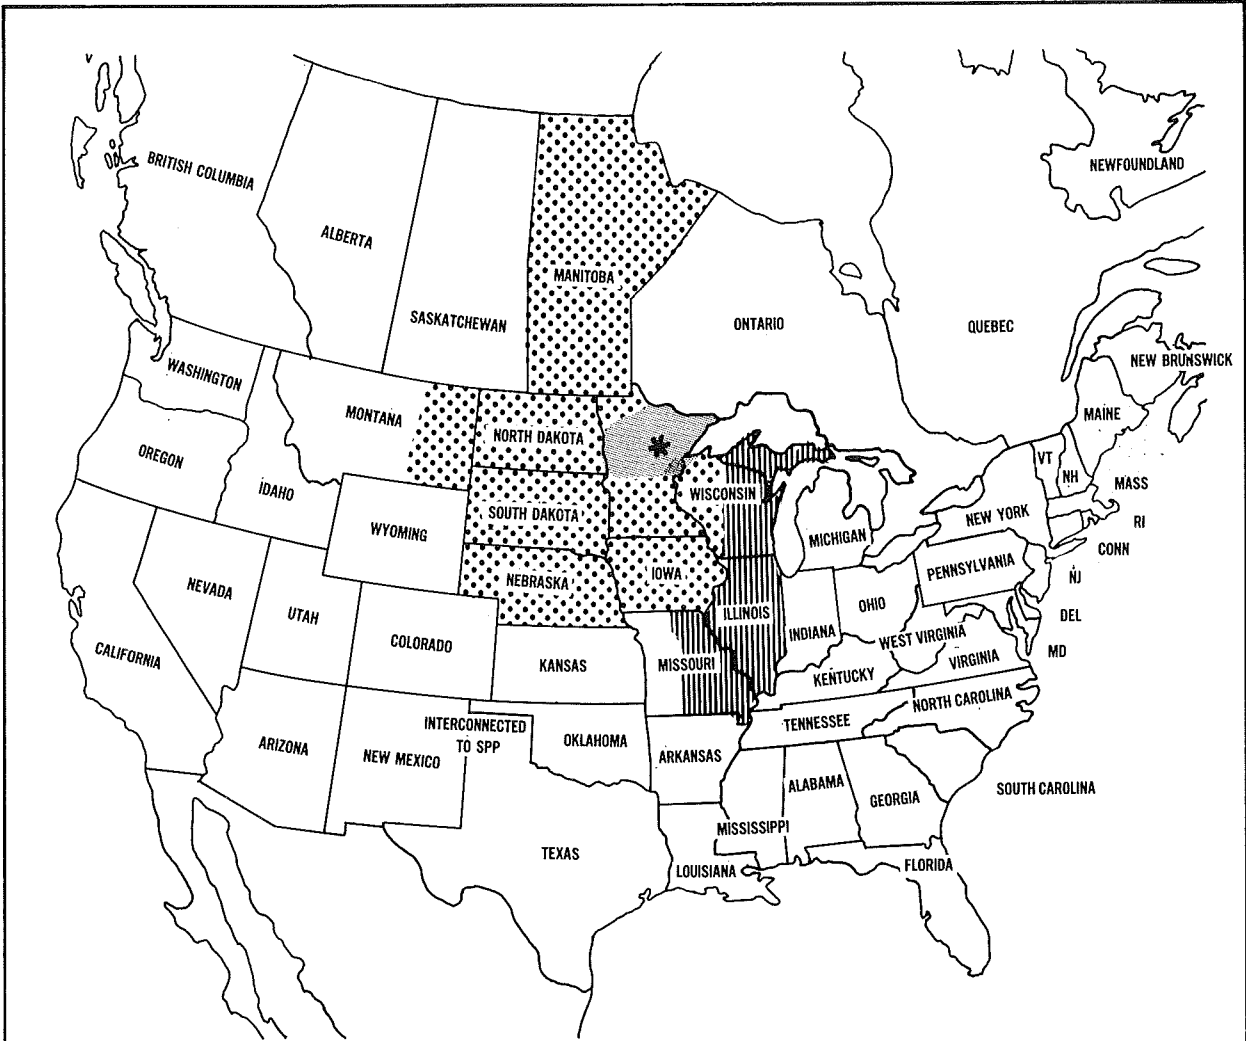 BRITISH COLUMBIA
ALBERTA
SASKATCHEWAN
MANITOBA
ONTARIO
QUEBEC
NEWFOUNDLAND
NEW BRUNSWICK
WASHINGTON
MONTANA
NORTH DAKOTA
*
MAINE
VT
NH
MASS
OREGON
IDAHO
WYOMING
SOUTH DAKOTA
WISCONSIN
MICHIGAN
NEW YORK
RI
CONN
NEVADA
UTAH
NEBRASKA
IOWA
PENNSYLVANIA
NJ
DEL
MD
CALIFORNIA
COLORADO
KANSAS
MISSOURI
ILLINOIS
INDIANA
OHIO
WEST VIRGINIA
VIRGINIA
KENTUCKY
NORTH CAROLINA
TENNESSEE
ARIZONA
NEW MEXICO
INTERCONNECTED
TO SPP
OKLAHOMA
ARKANSAS
ALABAMA
GEORGIA
SOUTH CAROLINA
MISSISSIPPI
TEXAS
LOUISIANA
FLORIDA